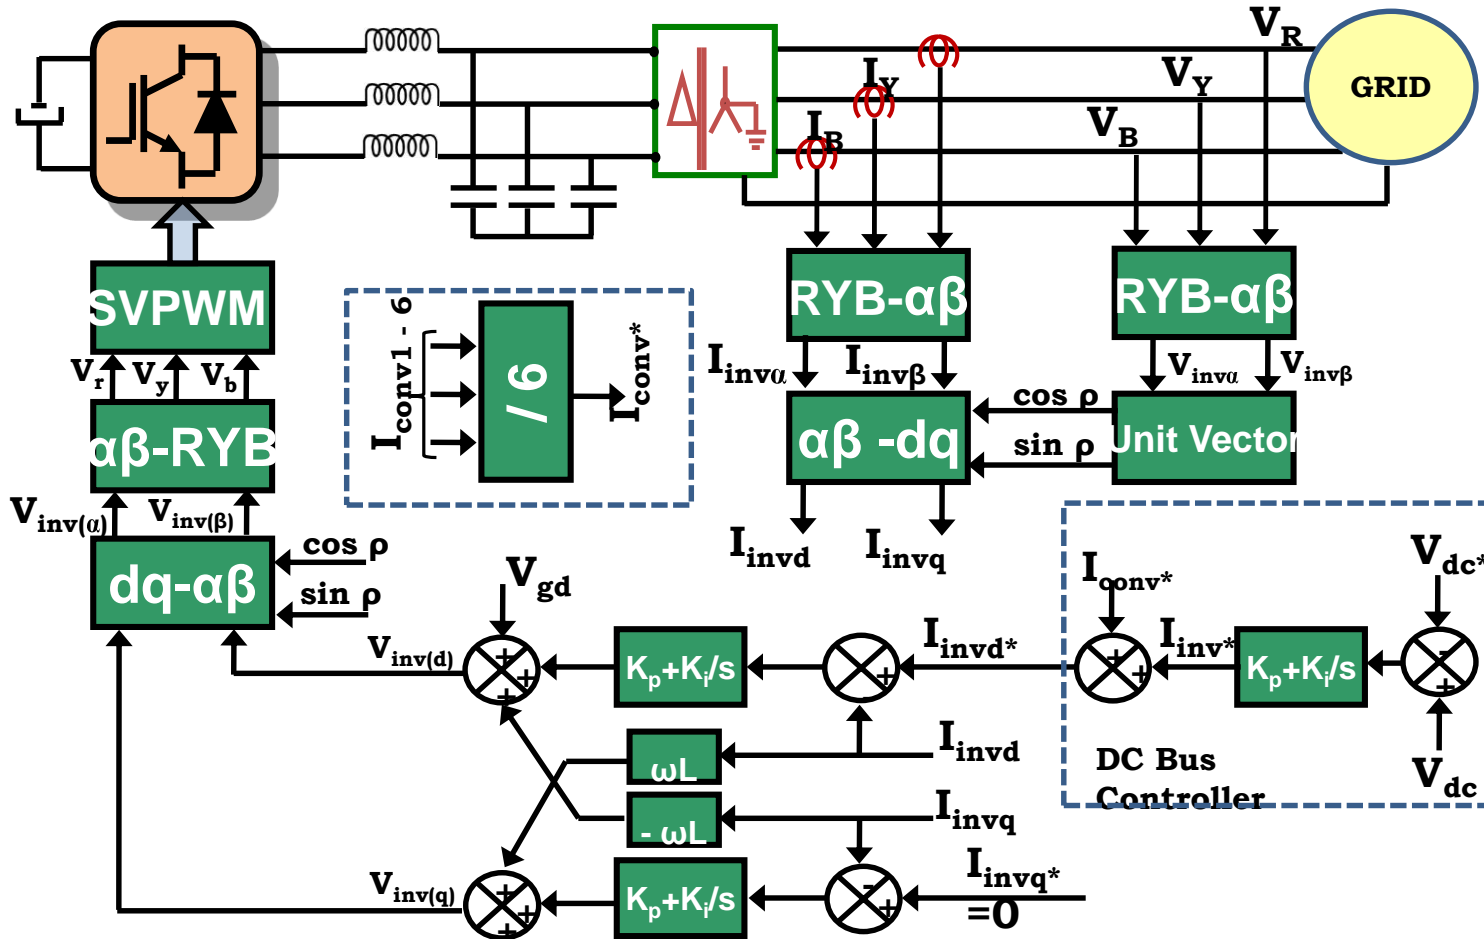 V_R
I_Y
V_Y
GRID
I_B
V_B
SVPWM
V_r V_y V_b
αβ-RYB
V_inv(α) V_inv(β)
dq-αβ
cos ρ
sin ρ
I_conv1 - 6
/ 6
I_conv*
RYB-αβ
RYB-αβ
I_invα I_invβ
V_invα V_invβ
αβ -dq
cos ρ
sin ρ
Unit Vector
I_invd I_invq
V_gd
V_inv(d)
+
+
+
K_p+K_i/s
+
I_invd*
I_conv*
+
+
I_inv*
K_p+K_i/s
V_dc*
-
+
V_dc
DC Bus
Controller
ωL
I_invd
- ωL
I_invq
V_inv(q)
+
+
+
K_p+K_i/s
-
+
I_invq*
=0